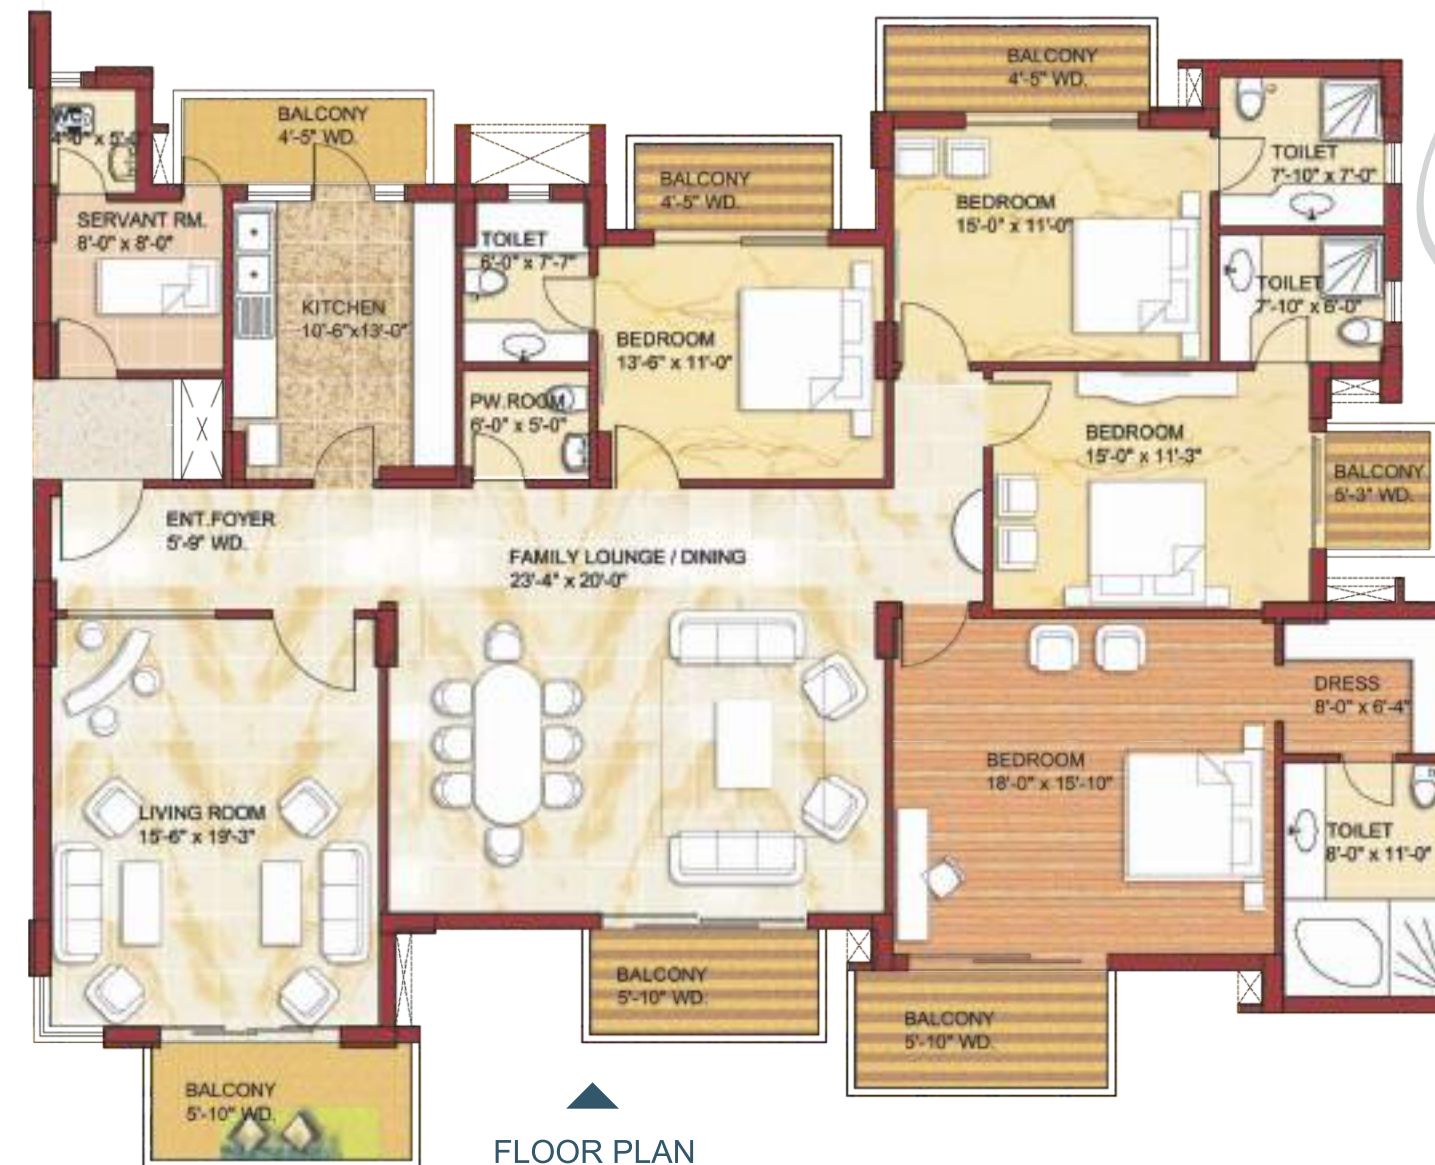 BALCONY
4'-5" WD.
WC
4'-0" x 5'-
BALCONY
4'-5" WD.
TOILET
7'-10" x 7'-0"
BALCONY
4'-5" WD.
BEDROOM
15'-0" x 11'-0"
SERVANT RM.
8'-0" x 8'-0"
TOILET
6'-0" x 7'-7"
TOILET
7'-10" x 6'-0"
KITCHEN
10'-6"x13'-0"
BEDROOM
13'-6" x 11'-0"
PW.ROOM
6'-0" x 5'-0"
BEDROOM
15'-0" x 11'-3"
BALCONY
5'-3" WD.
ENT.FOYER
5'-9" WD.
FAMILY LOUNGE / DINING
23'-4" x 20'-0"
DRESS
8'-0" x 6'-4"
BEDROOM
18'-0" x 15'-10"
LIVING ROOM
15'-6" x 19'-3"
TOILET
8'-0" x 11'-0"
BALCONY
5'-10" WD.
BALCONY
5'-10" WD.
BALCONY
5'-10" WD.
FLOOR PLAN